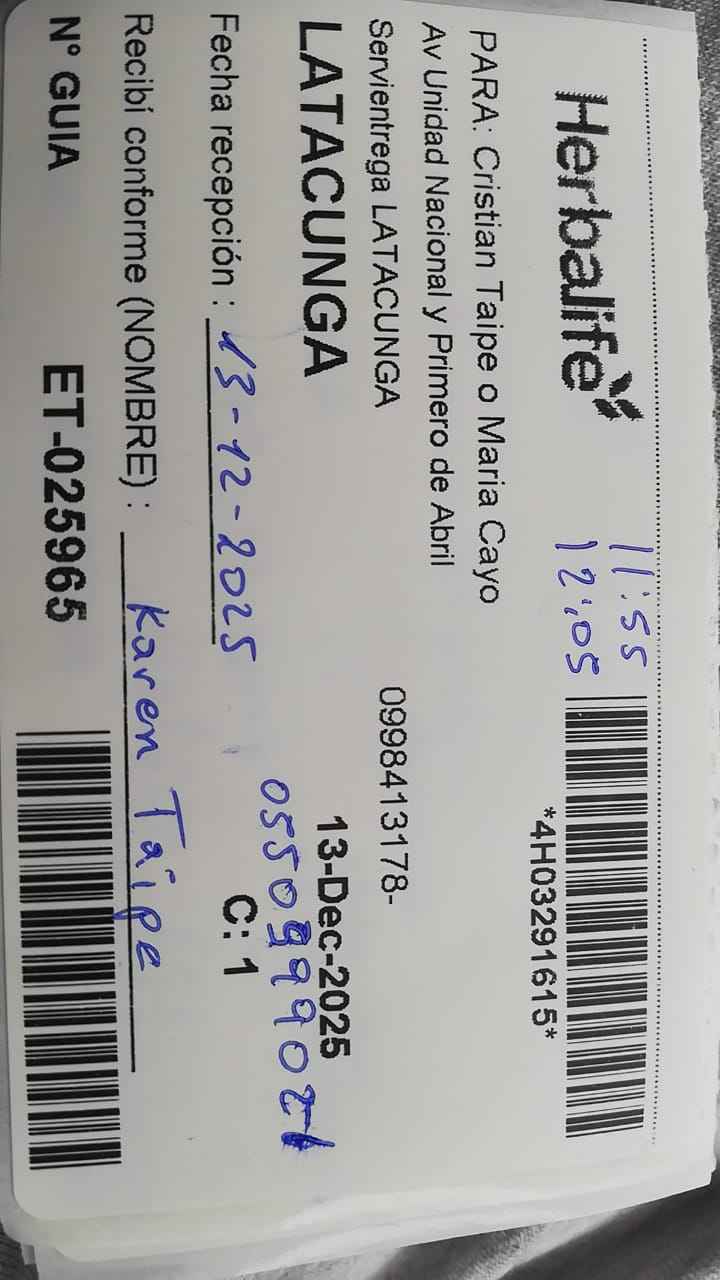 Herbalife
11:55
12:05
*4H03291615*
PARA: Cristian Taipe o Maria Cayo
Av Unidad Nacional y Primero de Abril
Servientrega LATACUNGA 0998413178-
LATACUNGA 13-Dec-2025
Fecha recepción : 13-12-2025 C: 1
Recibí conforme (NOMBRE) : Karen Taipe
N° GUIA ET-025965